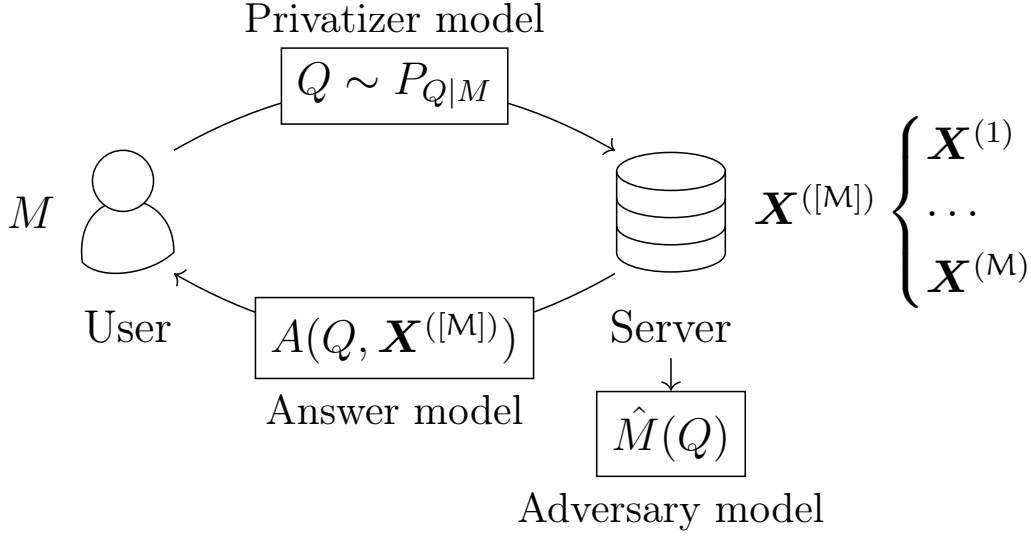 Privatizer model
Q ∼ P_{Q|M}
M
User
Server
X^{([M])}
X^{(1)}
...
X^{(M)}
A(Q, X^{([M])})
Answer model
M̂(Q)
Adversary model